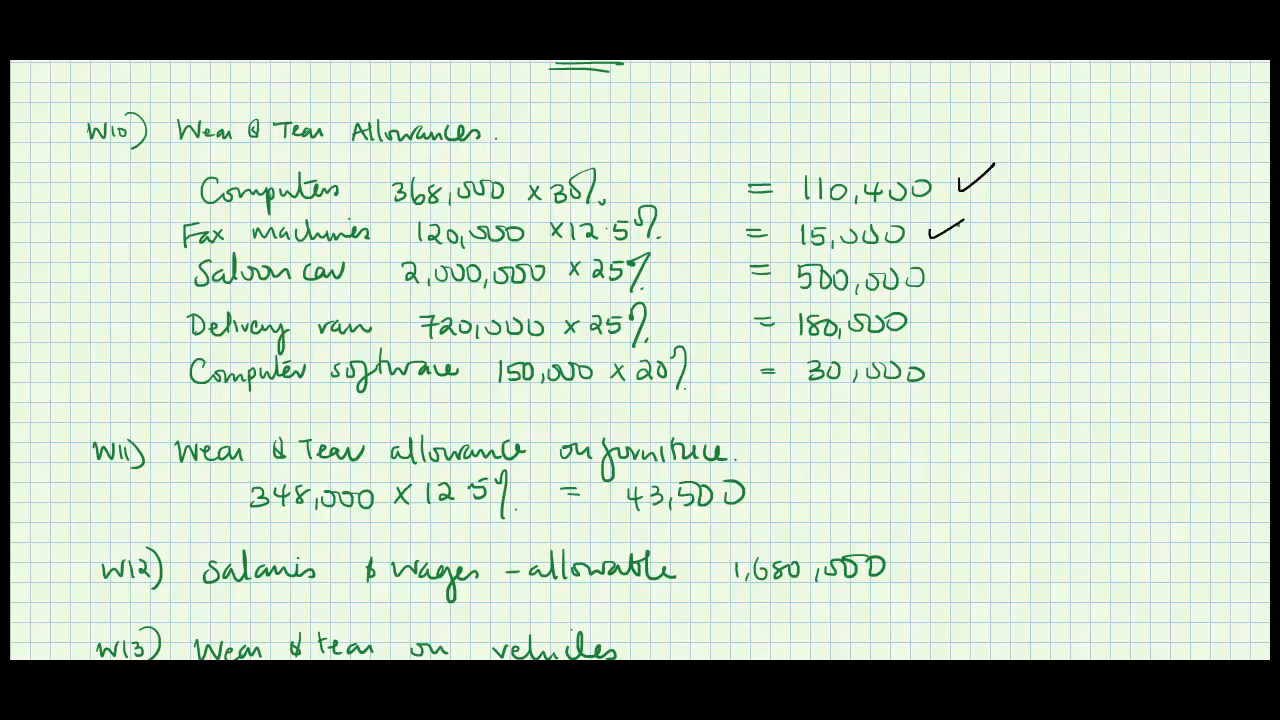 W10) Wear & Tear Allowances.
Computers 368,000 x 30% = 110,400 ✓
Fax machines 120,000 x 12.5% = 15,000 ✓
Saloon car 2,000,000 x 25% = 500,000
Delivery van 720,000 x 25% = 180,000
Computer software 150,000 x 20% = 30,000
W11) Wear & Tear allowance on furniture.
348,000 x 12.5% = 43,500
W12) Salaries & wages - allowable 1,680,000
W13) Wear & tear on vehicles